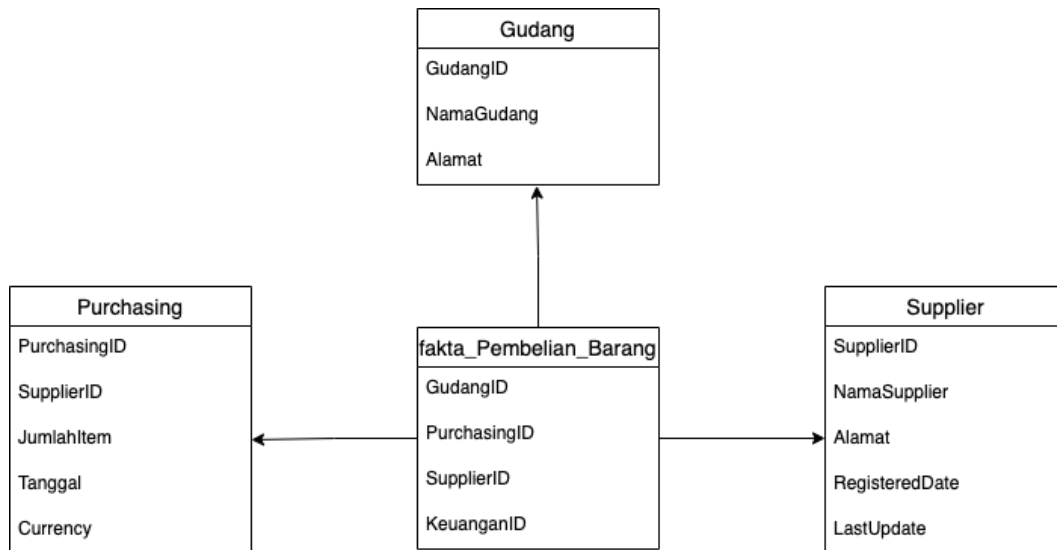 Gudang
GudangID
NamaGudang
Alamat
Purchasing
PurchasingID
SupplierID
JumlahItem
Tanggal
Currency
fakta_Pembelian_Barang
GudangID
PurchasingID
SupplierID
KeuanganID
Supplier
SupplierID
NamaSupplier
Alamat
RegisteredDate
LastUpdate